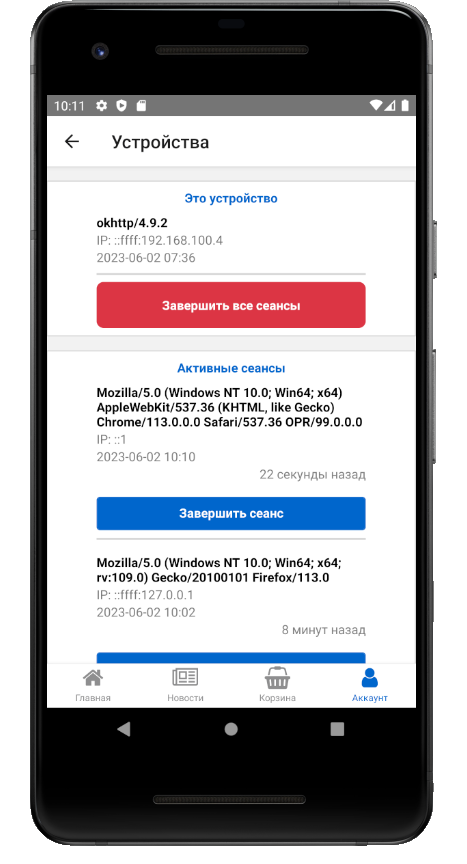 10:11
Устройства
Это устройство
okhttp/4.9.2
IP: ::ffff:192.168.100.4
2023-06-02 07:36
Завершить все сеансы
Активные сеансы
Mozilla/5.0 (Windows NT 10.0; Win64; x64)
AppleWebKit/537.36 (KHTML, like Gecko)
Chrome/113.0.0.0 Safari/537.36 OPR/99.0.0.0
IP: ::1
2023-06-02 10:10
22 секунды назад
Завершить сеанс
Mozilla/5.0 (Windows NT 10.0; Win64; x64;
rv:109.0) Gecko/20100101 Firefox/113.0
IP: ::ffff:127.0.0.1
2023-06-02 10:02
8 минут назад
Главная Новости Корзина Аккаунт